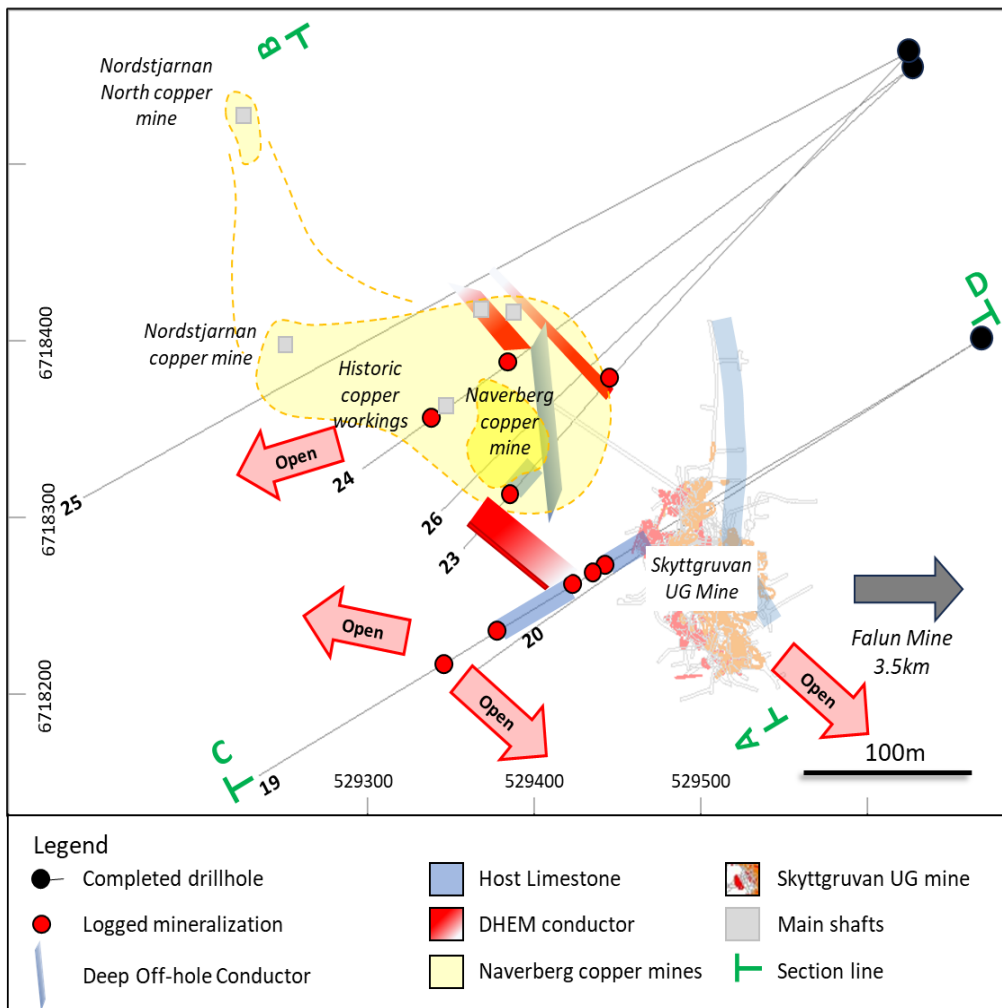 B
Nordstjarnan
North copper
mine
D
6718400
Nordstjarnan
copper mine
Historic
copper
workings
Naverberg
copper
mine
Open
24
25
26
6718300
23
Skyttgruvan
UG Mine
Open
20
Falun Mine
3.5km
Open
Open
6718200
A
C
100m
19
529300
529400
529500
Legend
Completed drillhole
Host Limestone
Skyttgruvan UG mine
Logged mineralization
DHEM conductor
Main shafts
Deep Off-hole Conductor
Naverberg copper mines
Section line